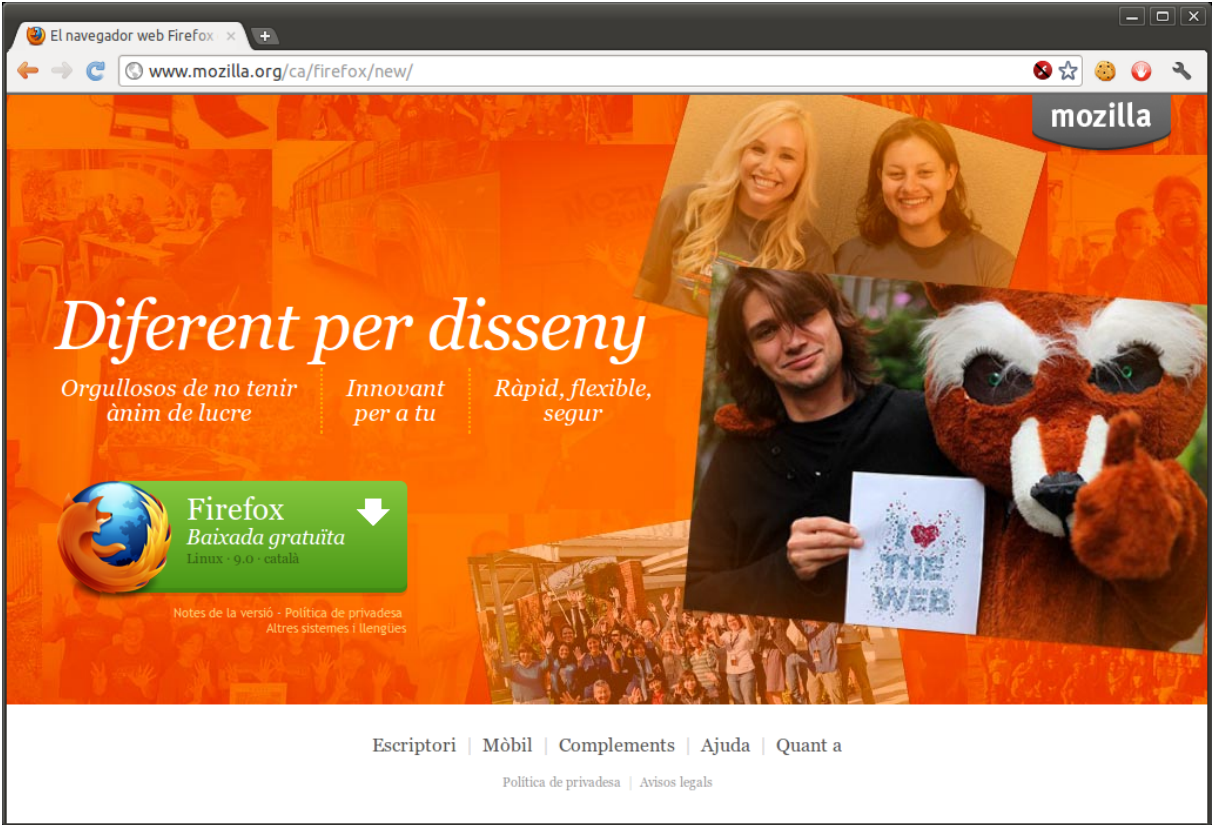 El navegador web Firefox
www.mozilla.org/ca/firefox/new/
mozilla
Diferent per disseny
Orgullosos de no tenir
ànim de lucre
Innovant
per a tu
Ràpid, flexible,
segur
Firefox
Baixada gratuïta
Linux · 9.0 · català
Notes de la versió - Política de privadesa
Altres sistemes i llengües
I
THE
WEB
Escriptori | Mòbil | Complements | Ajuda | Quant a
Política de privadesa | Avisos legals